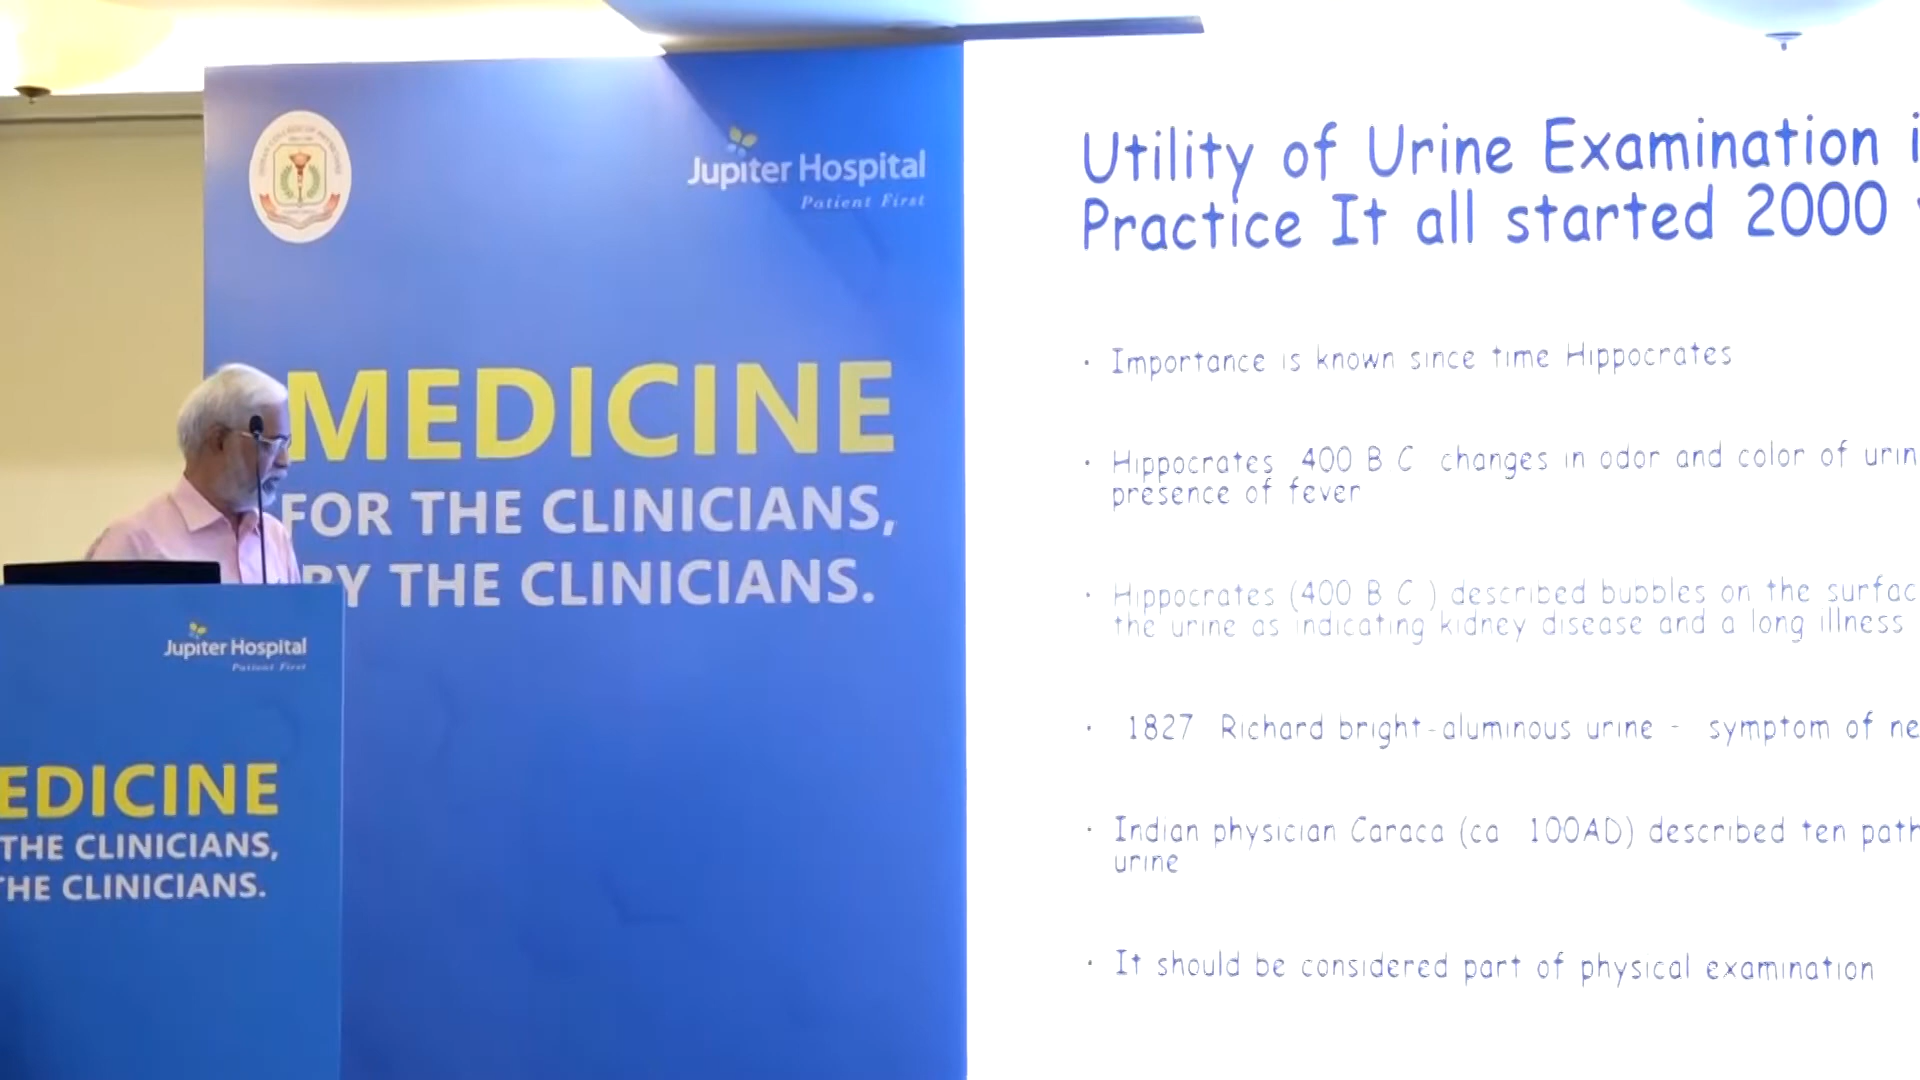 Jupiter Hospital
Patient First
MEDICINE
FOR THE CLINICIANS,
BY THE CLINICIANS.
Jupiter Hospital
Patient First
EDICINE
THE CLINICIANS,
THE CLINICIANS.
Utility of Urine Examination i
Practice It all started 2000
· Importance is known since time Hippocrates
· Hippocrates 400 B C changes in odor and color of urin
presence of fever
· Hippocrates (400 B C ) described bubbles on the surfac
the urine as indicating kidney disease and a long illness
· 1827 Richard bright-aluminous urine - symptom of ne
· Indian physician Caraca (ca 100AD) described ten path
urine
· It should be considered part of physical examination